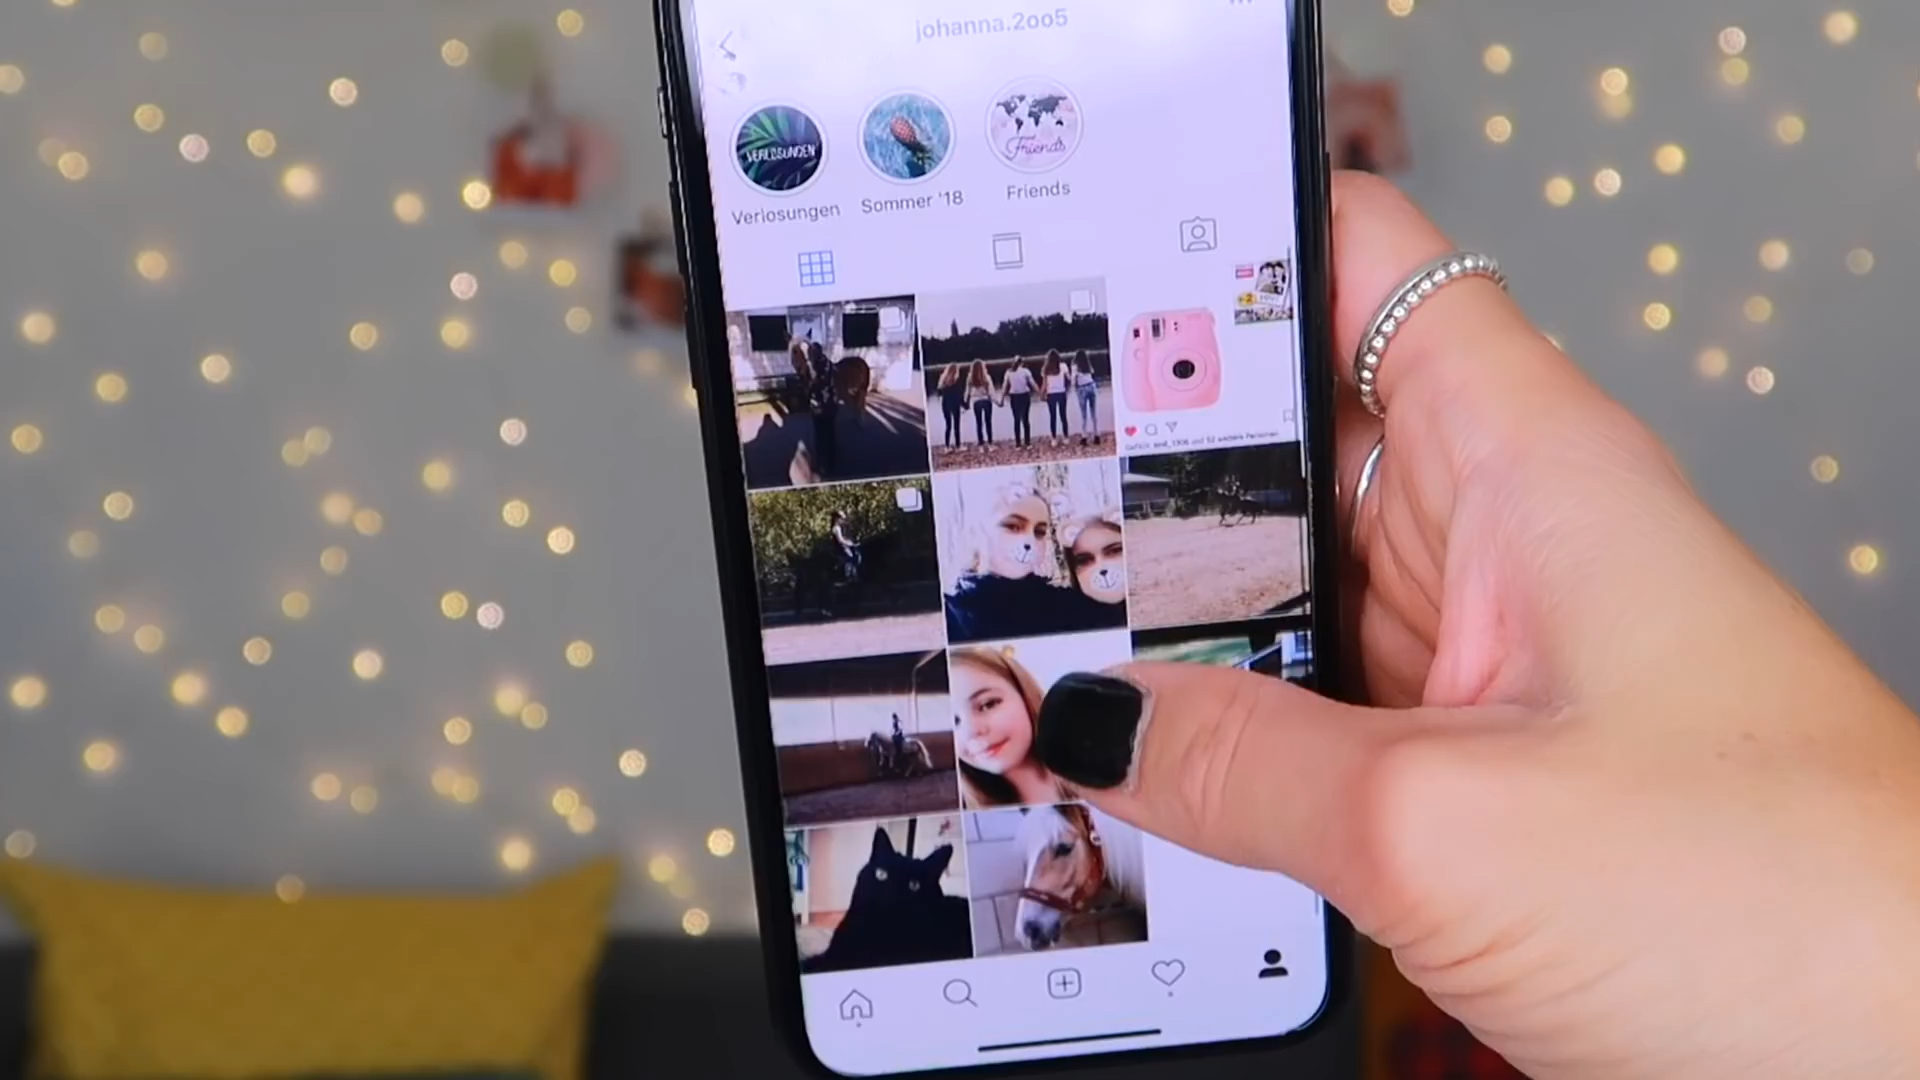 johanna.2oo5
VERLOSUNGEN
Friends
Verlosungen
Sommer '18
Friends